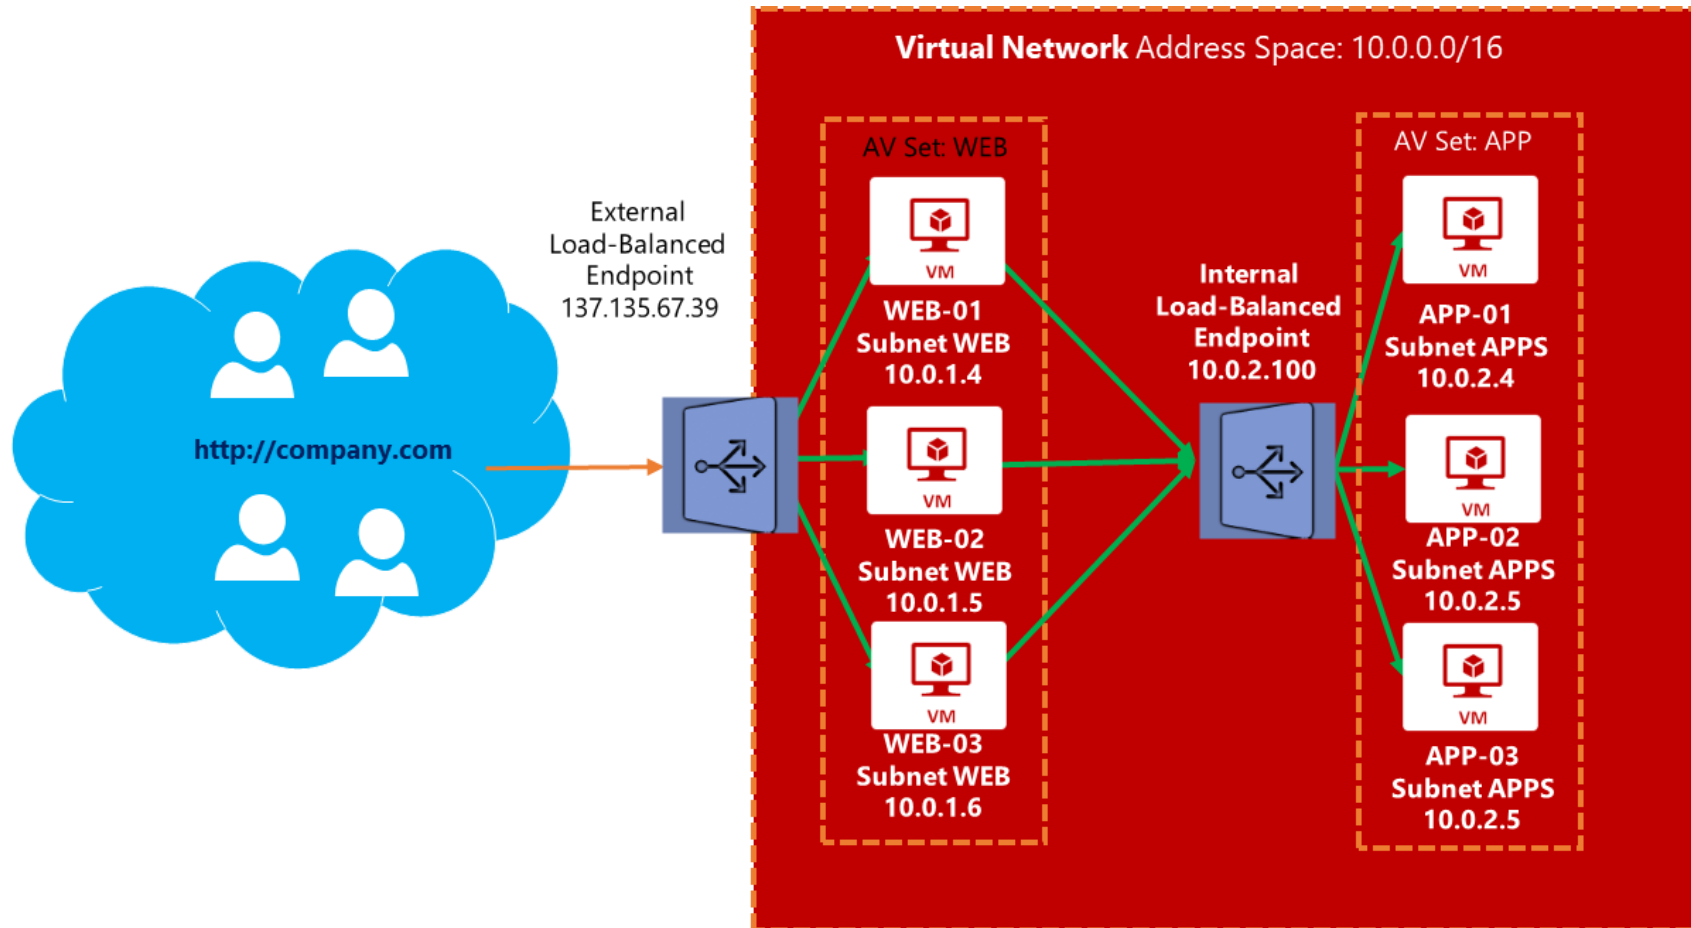 Virtual Network Address Space: 10.0.0.0/16
External
Load-Balanced
Endpoint
137.135.67.39
http://company.com
AV Set: WEB
VM
WEB-01
Subnet WEB
10.0.1.4
VM
WEB-02
Subnet WEB
10.0.1.5
VM
WEB-03
Subnet WEB
10.0.1.6
Internal
Load-Balanced
Endpoint
10.0.2.100
AV Set: APP
VM
APP-01
Subnet APPS
10.0.2.4
VM
APP-02
Subnet APPS
10.0.2.5
VM
APP-03
Subnet APPS
10.0.2.5